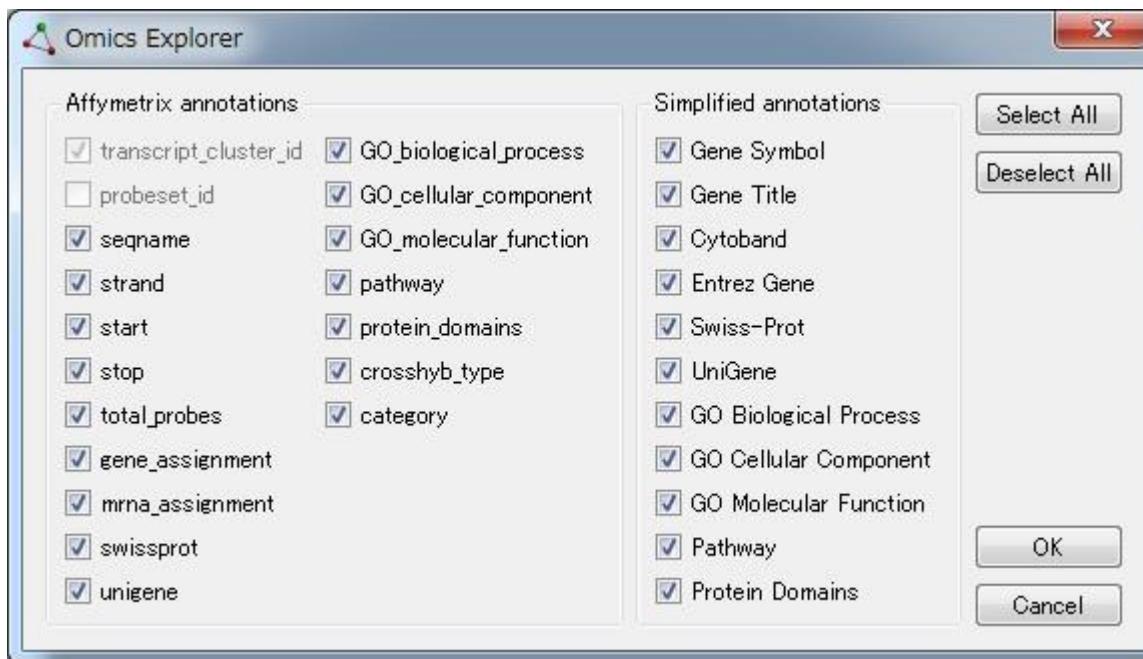 Omics Explorer
Affymetrix annotations
transcript_cluster_id
probeset_id
seqname
strand
start
stop
total_probes
gene_assignment
mrna_assignment
swissprot
unigene
GO_biological_process
GO_cellular_component
GO_molecular_function
pathway
protein_domains
crosshyb_type
category
Simplified annotations
Gene Symbol
Gene Title
Cytoband
Entrez Gene
Swiss-Prot
UniGene
GO Biological Process
GO Cellular Component
GO Molecular Function
Pathway
Protein Domains
Select All
Deselect All
OK
Cancel